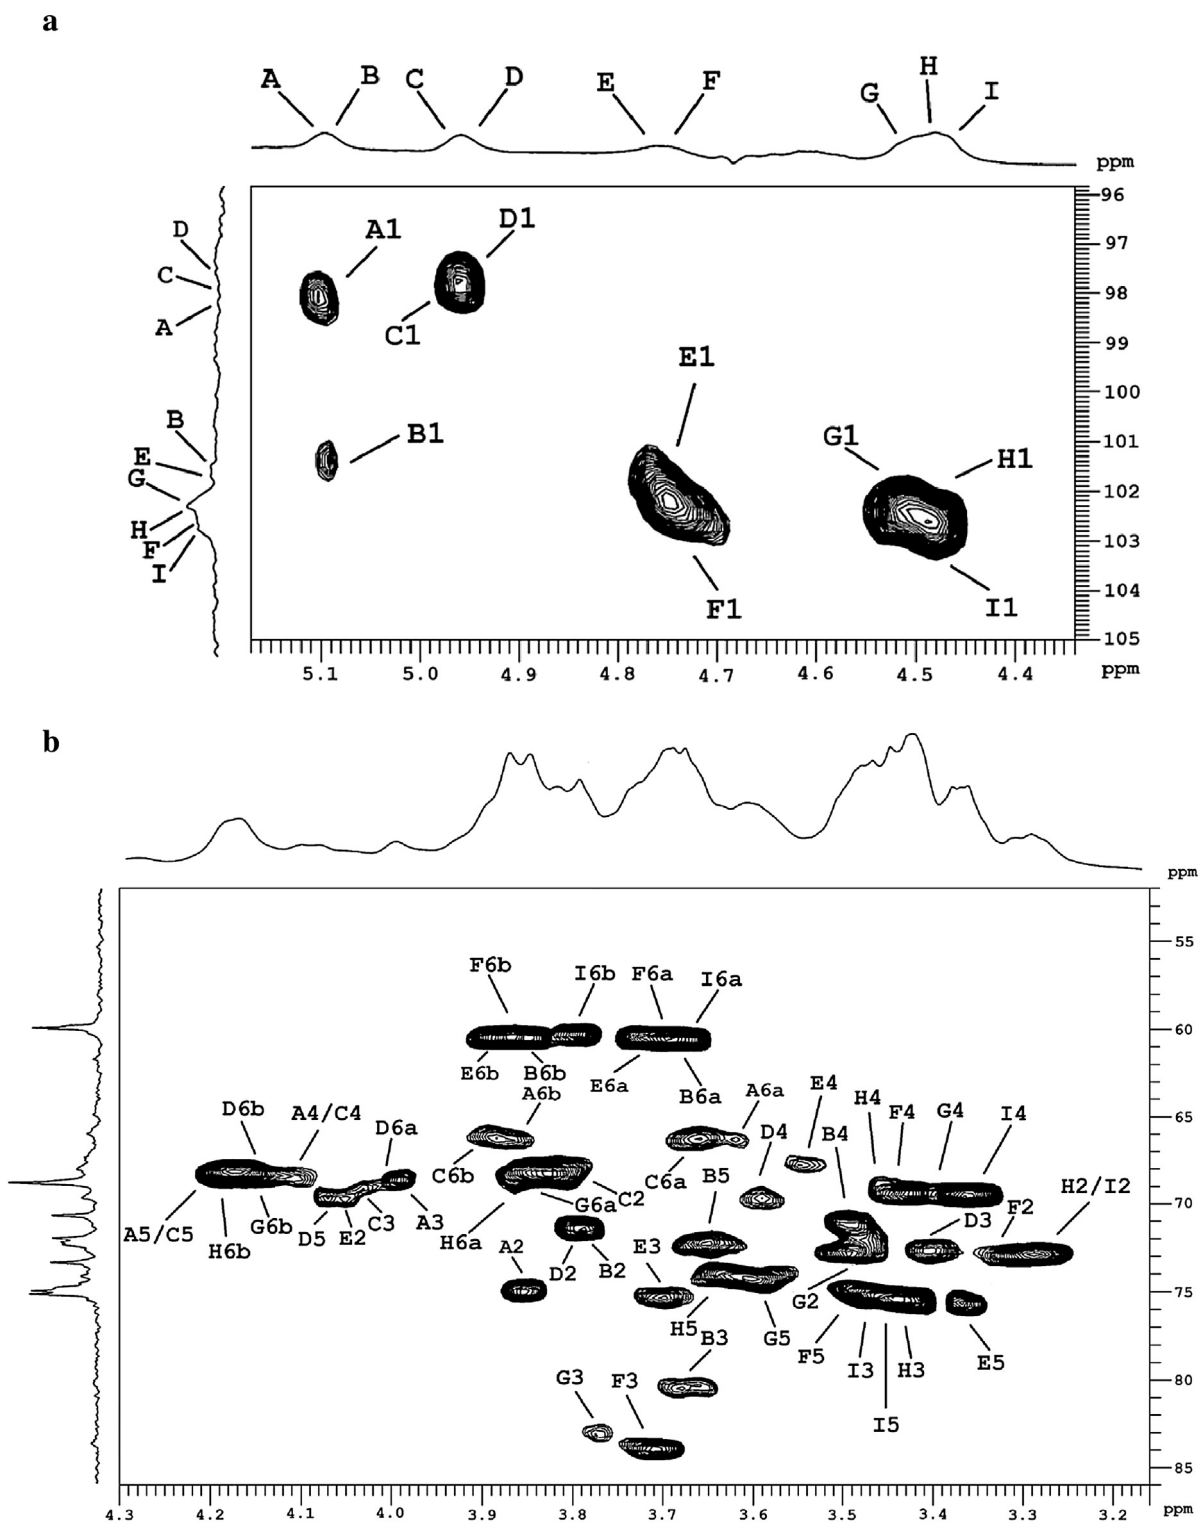 a
A B C D E F G H I
ppm
D
C
A
B
E
G
H
F
I
A1 D1
C1
E1
B1 G1 H1
F1 I1
96
97
98
99
100
101
102
103
104
105
5.1 5.0 4.9 4.8 4.7 4.6 4.5 4.4 ppm
b
ppm
F6b I6b F6a I6a
E6b B6b E6a B6a
A6b A6a E4 H4 F4 G4 I4
D6b A4/C4 D6a D4 B4
C6b C6a B5 C2 G6a
A5/C5 H6b G6b D5 E2 C3 A3 H6a
D3 F2 H2/I2
A2 D2 B2 E3 G2
H5 B3 G5 F5 I3 H3 E5
G3 F3 I5
55
60
65
70
75
80
85
4.3 4.2 4.1 4.0 3.9 3.8 3.7 3.6 3.5 3.4 3.3 3.2 ppm